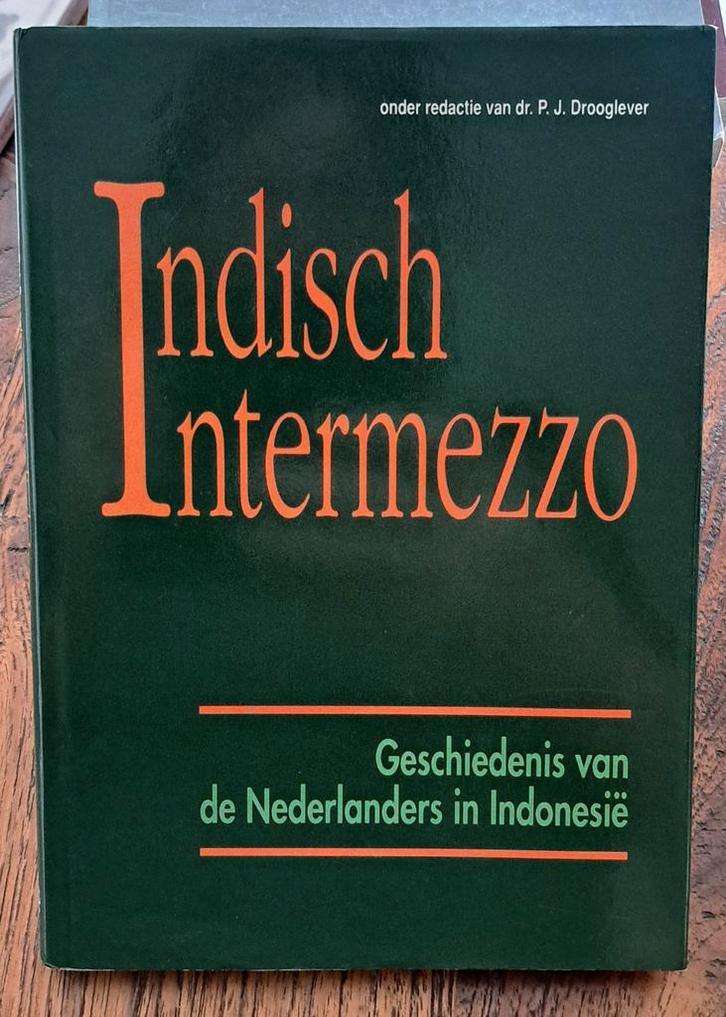 onder redactie van dr. P. J. Drooglever
Indisch
Intermezzo
Geschiedenis van
de Nederlanders in Indonesië